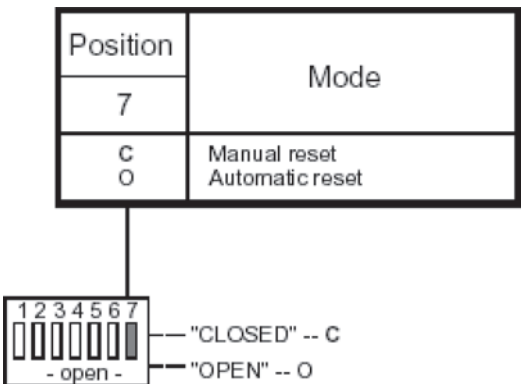 Position
Mode
7
C Manual reset
O Automatic reset
1 2 3 4 5 6 7
"CLOSED" -- C
- open -
"OPEN" -- O